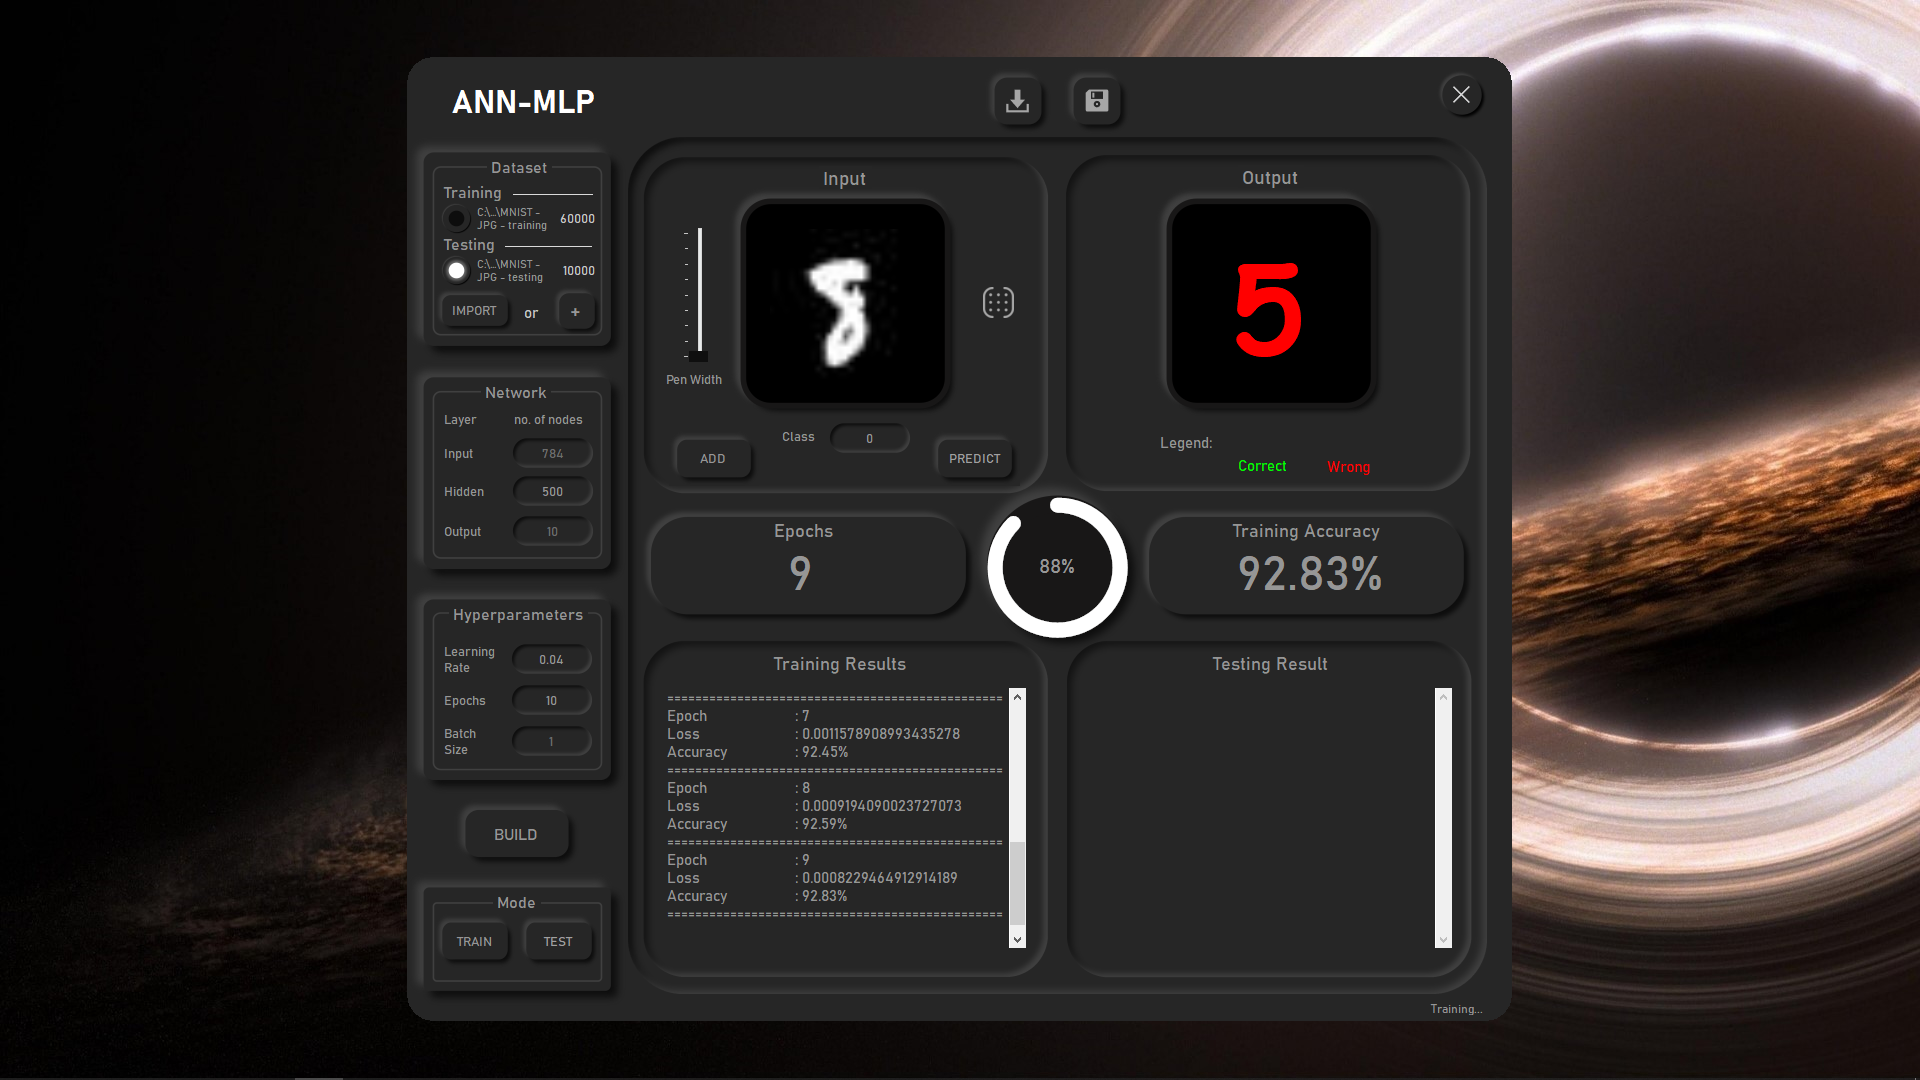 ANN-MLP
Dataset
Training
C:\...\MNIST -
JPG - training
60000
Testing
C:\...\MNIST -
JPG - testing
10000
IMPORT or +
Network
Layer no. of nodes
Input 784
Hidden 500
Output 10
Hyperparameters
Learning
Rate
0.04
Epochs 10
Batch
Size
1
BUILD
Mode
TRAIN TEST
Input
8
Pen Width
Class 0
ADD PREDICT
Output
5
Legend:
Correct Wrong
Epochs
9
88%
Training Accuracy
92.83%
Training Results
================================================
Epoch : 7
Loss : 0.0011578908993435278
Accuracy : 92.45%
================================================
Epoch : 8
Loss : 0.0009194090023727073
Accuracy : 92.59%
================================================
Epoch : 9
Loss : 0.0008229464912914189
Accuracy : 92.83%
================================================
Testing Result
Training...